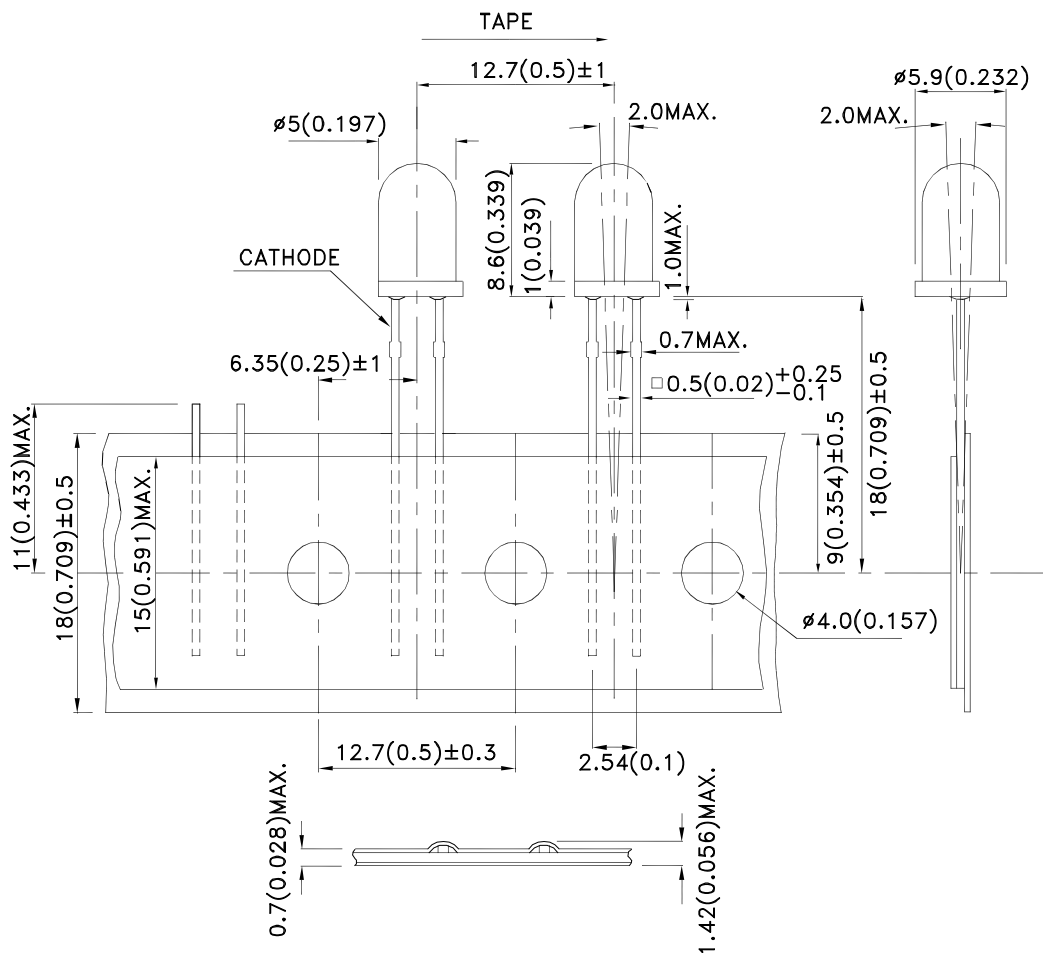 TAPE
12.7(0.5)±1
ø5.9(0.232)
ø5(0.197)
2.0MAX.
2.0MAX.
8.6(0.339)
1(0.039)
1.0MAX.
CATHODE
0.7MAX.
6.35(0.25)±1
□0.5(0.02)+0.25
-0.1
11(0.433)MAX.
18(0.709)±0.5
15(0.591)MAX.
9(0.354)±0.5
18(0.709)±0.5
ø4.0(0.157)
12.7(0.5)±0.3
2.54(0.1)
0.7(0.028)MAX.
1.42(0.056)MAX.